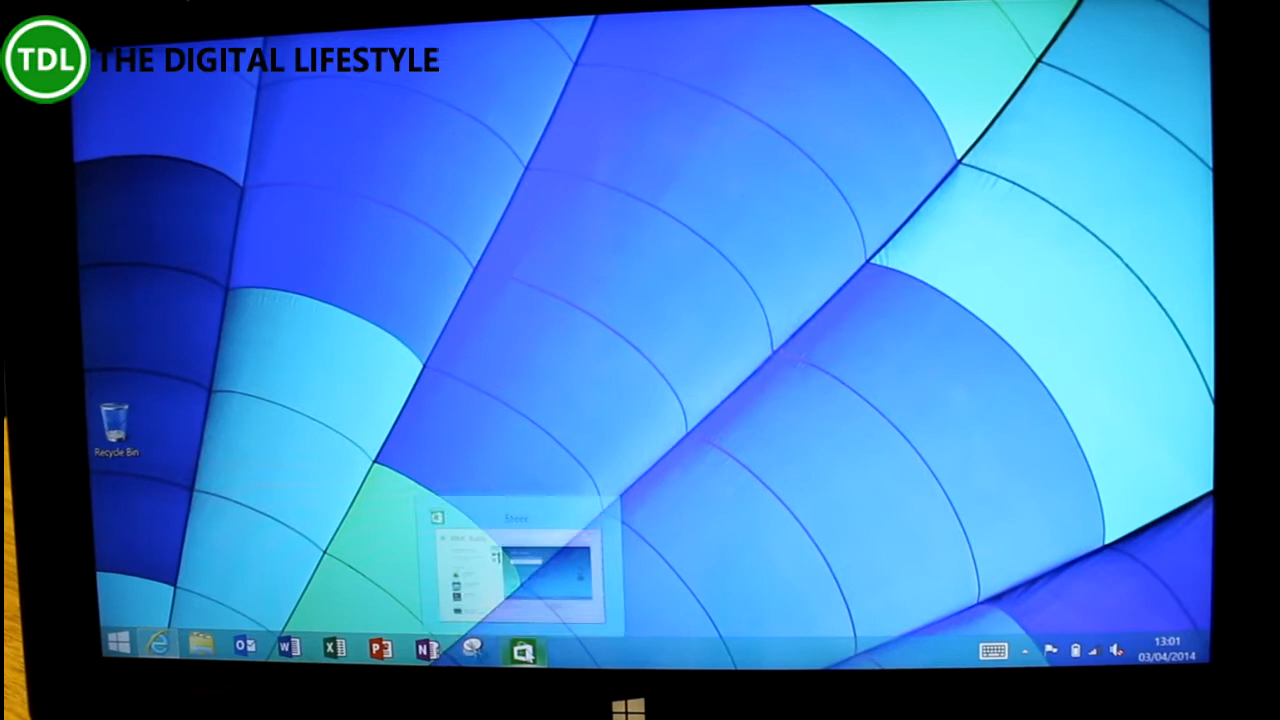 TDL THE DIGITAL LIFESTYLE
Recycle Bin
Store
13:01
03/04/2014